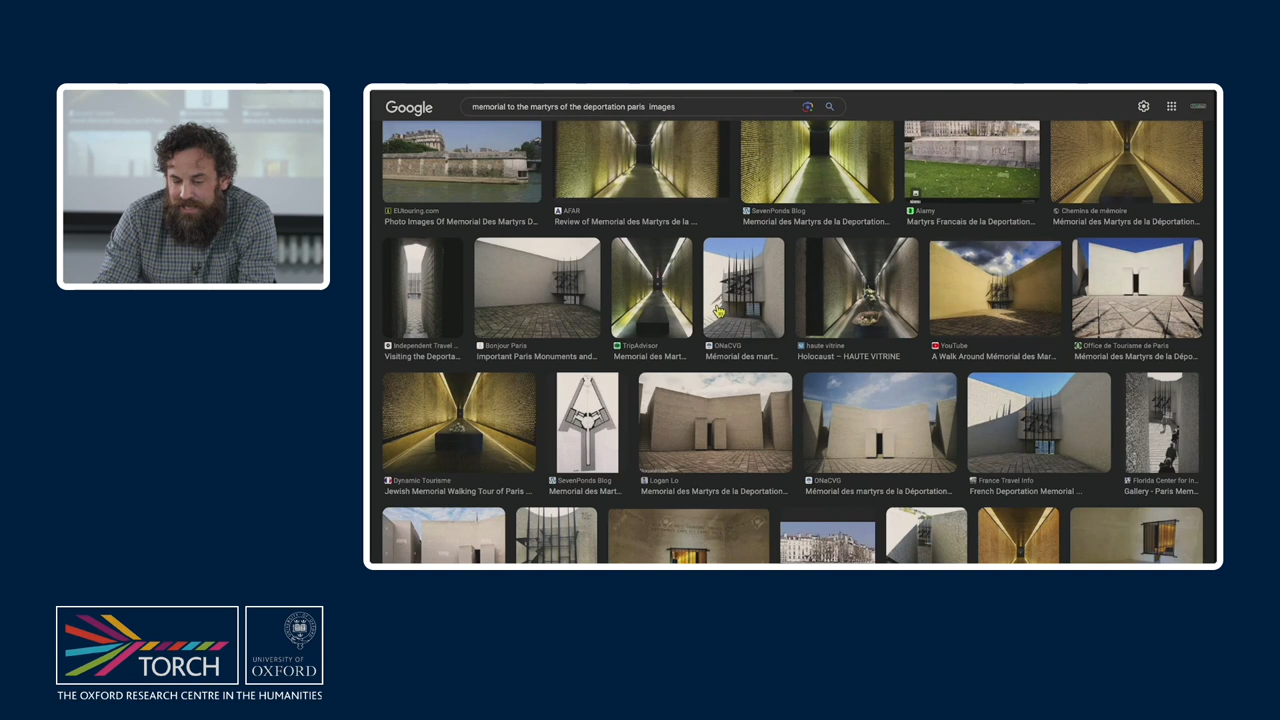 Google
memorial to the martyrs of the deportation paris images
EUtouring.com
Photo Images Of Memorial Des Martyrs D...
AFAR
Review of Memorial des Martyrs de la ...
SevenPonds Blog
Memorial des Martyrs de la Deportation...
Alamy
Martyrs Francais de la Deportation...
Chemins de mémoire
Mémorial des Martyrs de la Déportation...
Independent Travel ...
Visiting the Deporta...
Bonjour Paris
Important Paris Monuments and...
TripAdvisor
Memorial des Mart...
ONaCVG
Mémorial des mart...
haute vitrine
Holocaust – HAUTE VITRINE
YouTube
A Walk Around Mémorial des Mar...
Office de Tourisme de Paris
Mémorial des Martyrs de la Dépo...
Dynamic Tourisme
Jewish Memorial Walking Tour of Paris ...
SevenPonds Blog
Memorial des Mart...
Logan Lo
Memorial des Martyrs de la Deportation...
ONaCVG
Mémorial des martyrs de la Déportation...
France Travel Info
French Deportation Memorial ...
Florida Center for In...
Gallery - Paris Mem...
TORCH
UNIVERSITY OF
OXFORD
THE OXFORD RESEARCH CENTRE IN THE HUMANITIES